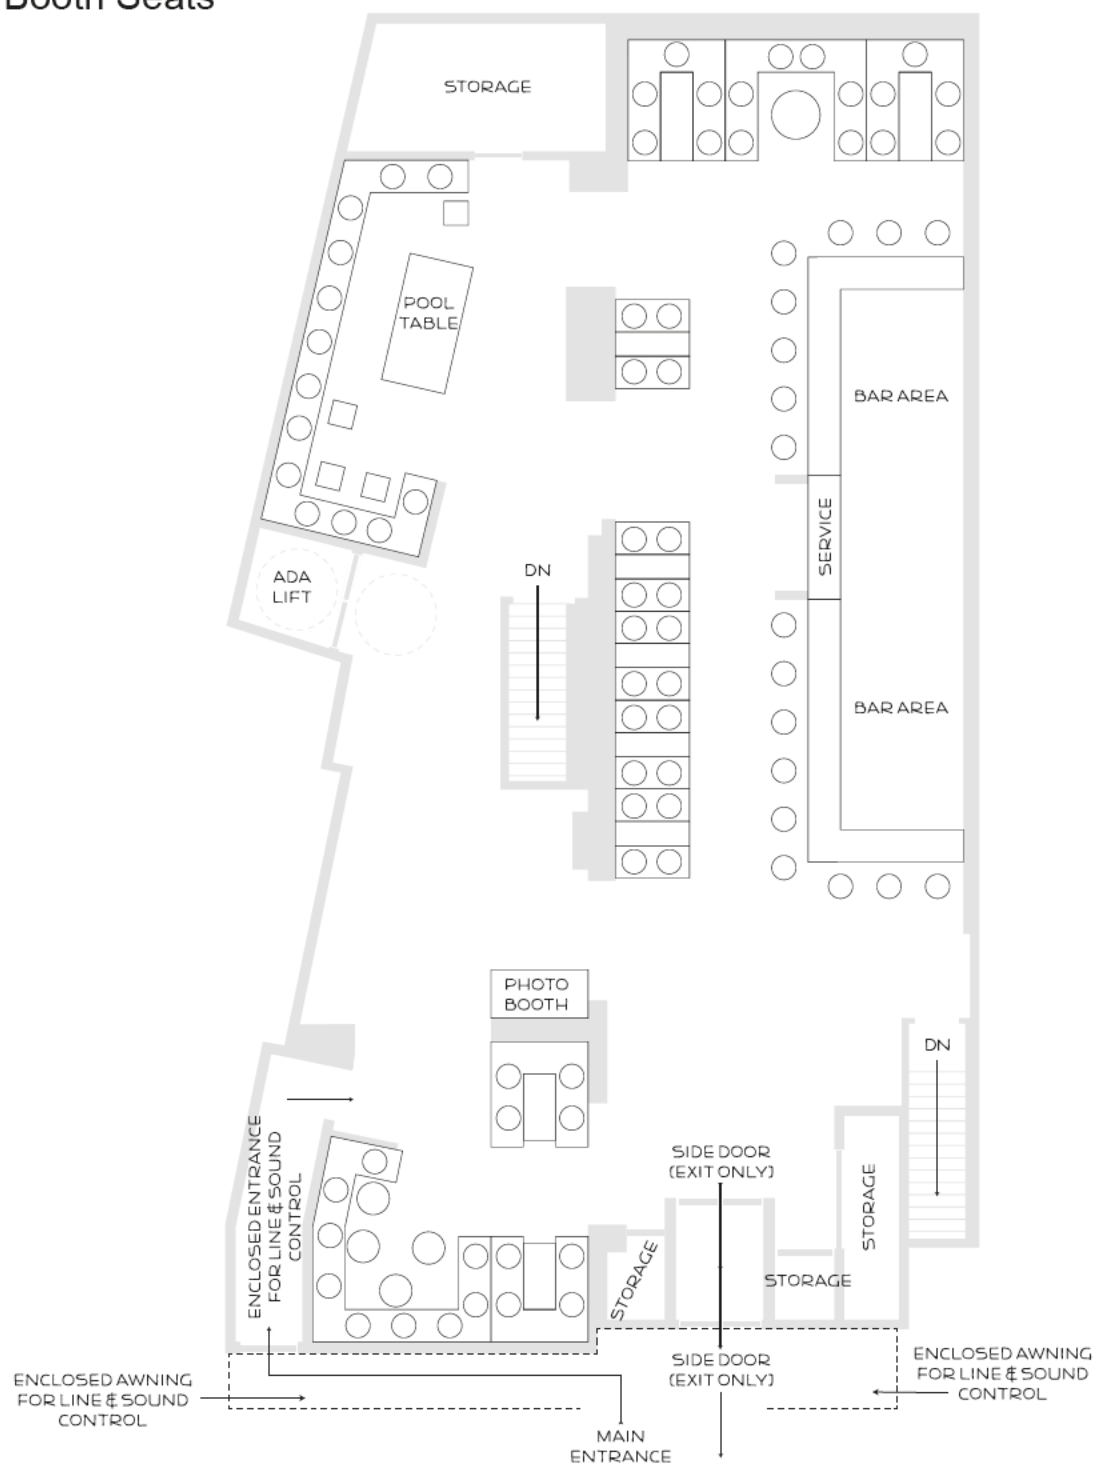 Booth Seats
STORAGE
POOL
TABLE
BAR AREA
SERVICE
DN
ADA
LIFT
BAR AREA
PHOTO
BOOTH
DN
ENCLOSED ENTRANCE
FOR LINE & SOUND
CONTROL
SIDE DOOR
(EXIT ONLY)
STORAGE
STORAGE
STORAGE
SIDE DOOR
(EXIT ONLY)
ENCLOSED AWNING
FOR LINE & SOUND
CONTROL
ENCLOSED AWNING
FOR LINE & SOUND
CONTROL
MAIN
ENTRANCE